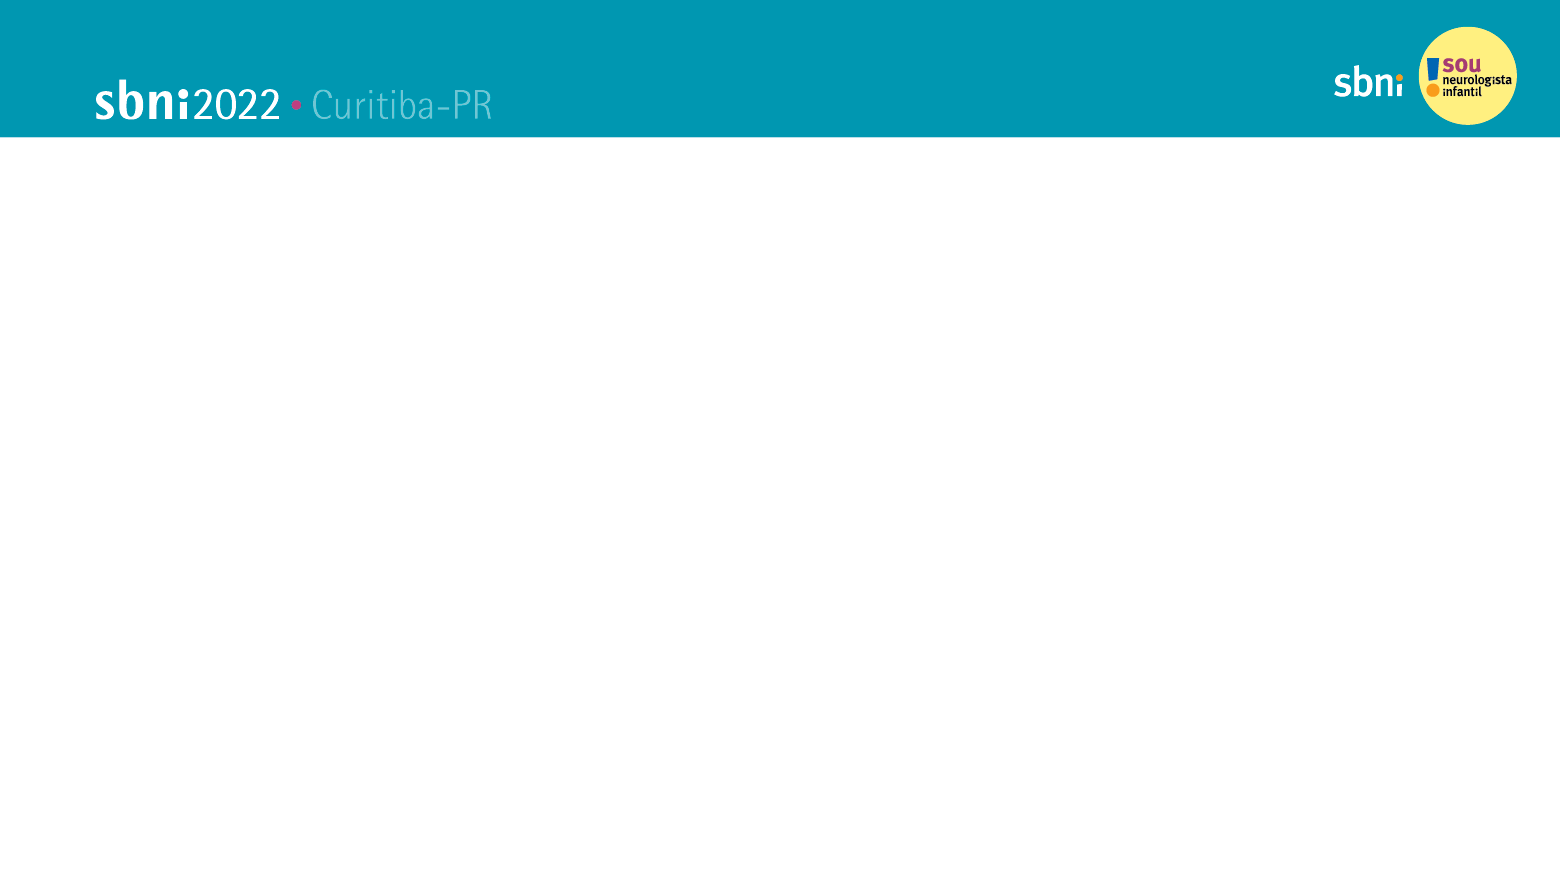 sbni2022 • Curitiba-PR
sbni
sou
neurologista
infantil